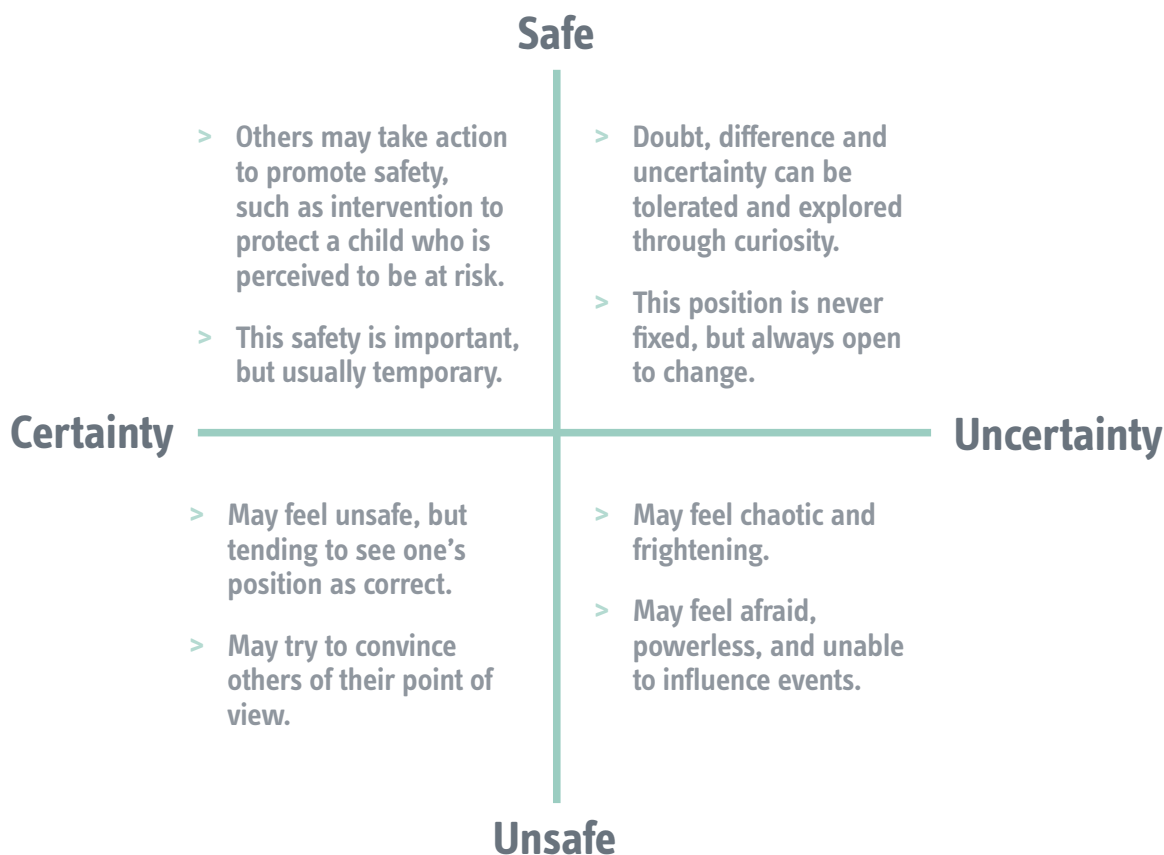 Safe
> Others may take action
to promote safety,
such as intervention to
protect a child who is
perceived to be at risk.
> This safety is important,
but usually temporary.
> Doubt, difference and
uncertainty can be
tolerated and explored
through curiosity.
> This position is never
fixed, but always open
to change.
Certainty
Uncertainty
> May feel unsafe, but
tending to see one’s
position as correct.
> May try to convince
others of their point of
view.
> May feel chaotic and
frightening.
> May feel afraid,
powerless, and unable
to influence events.
Unsafe